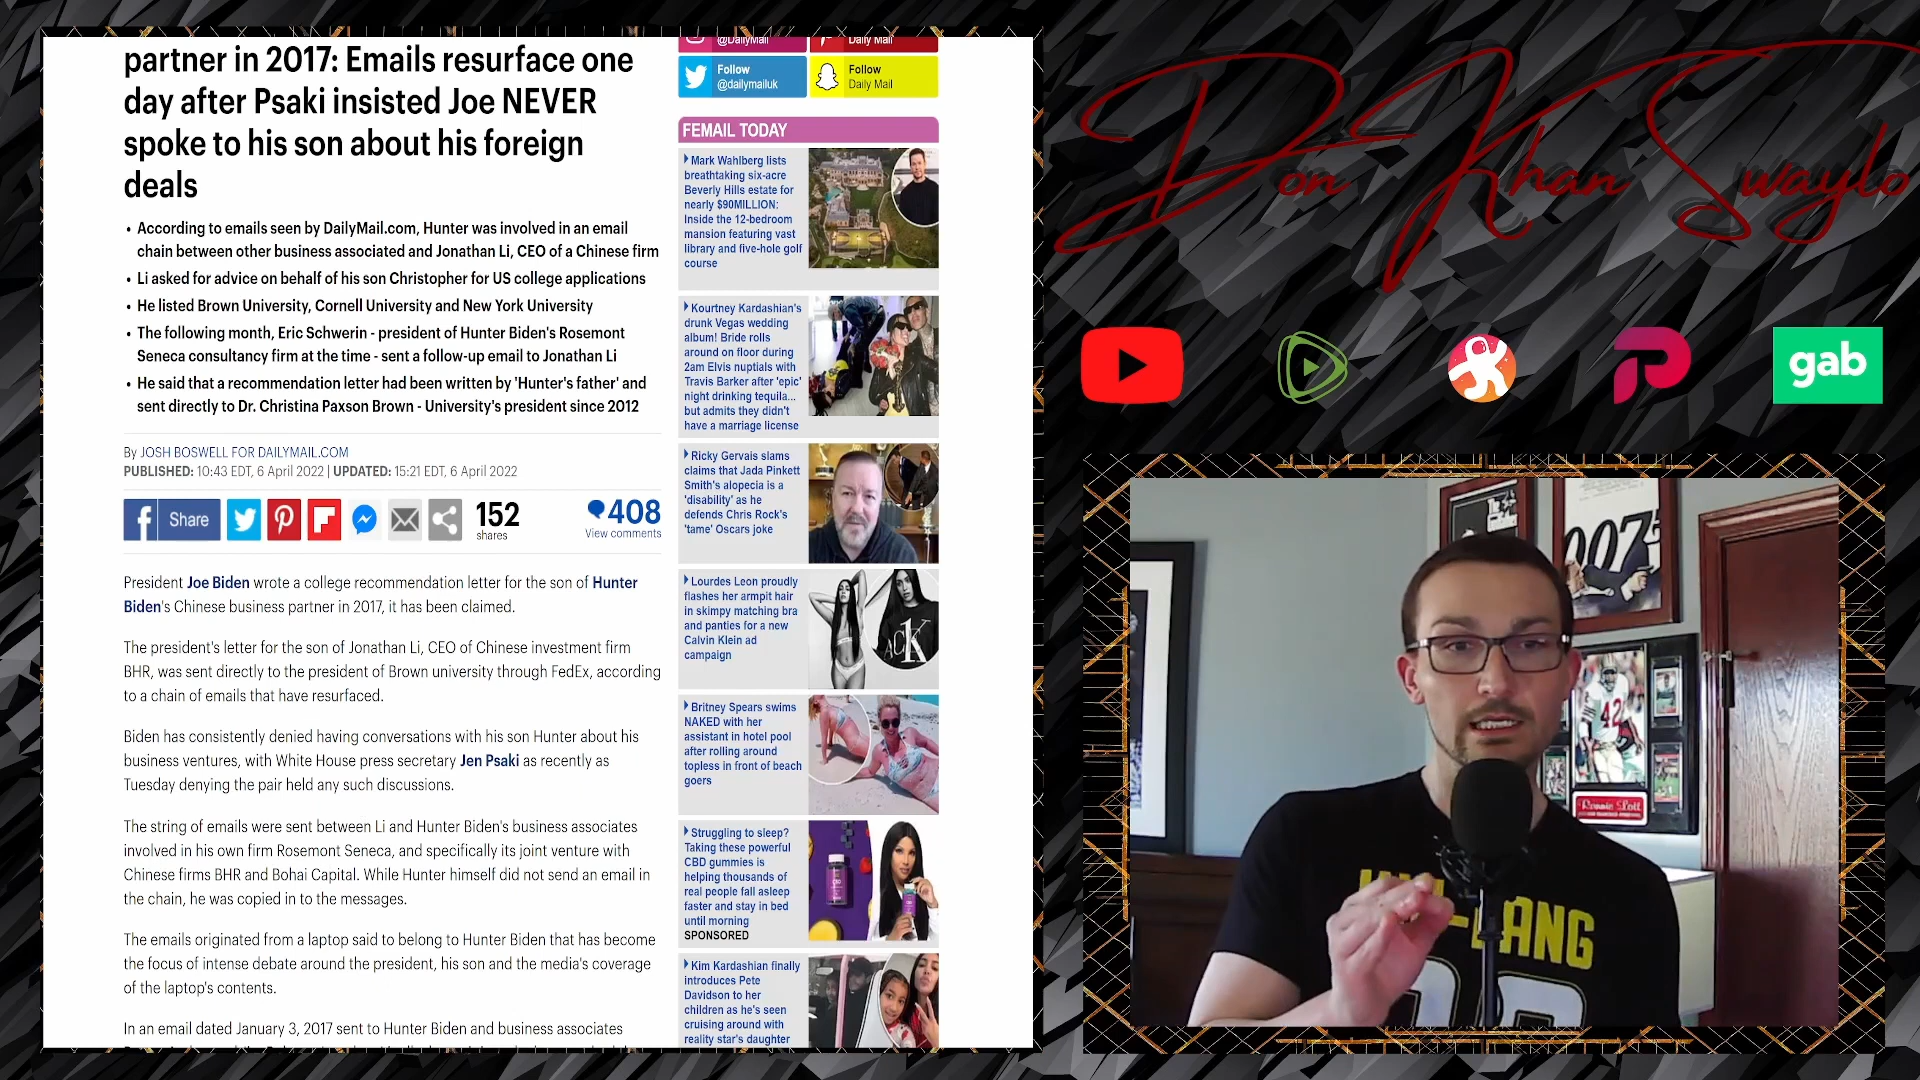 partner in 2017: Emails resurface one
day after Psaki insisted Joe NEVER
spoke to his son about his foreign
deals
• According to emails seen by DailyMail.com, Hunter was involved in an email
chain between other business associated and Jonathan Li, CEO of a Chinese firm
• Li asked for advice on behalf of his son Christopher for US college applications
• He listed Brown University, Cornell University and New York University
• The following month, Eric Schwerin - president of Hunter Biden's Rosemont
Seneca consultancy firm at the time - sent a follow-up email to Jonathan Li
• He said that a recommendation letter had been written by 'Hunter's father' and
sent directly to Dr. Christina Paxson Brown - University's president since 2012
By JOSH BOSWELL FOR DAILYMAIL.COM
PUBLISHED: 10:43 EDT, 6 April 2022 | UPDATED: 15:21 EDT, 6 April 2022
Share
152
shares
408
View comments
President Joe Biden wrote a college recommendation letter for the son of Hunter
Biden's Chinese business partner in 2017, it has been claimed.
The president's letter for the son of Jonathan Li, CEO of Chinese investment firm
BHR, was sent directly to the president of Brown university through FedEx, according
to a chain of emails that have resurfaced.
Biden has consistently denied having conversations with his son Hunter about his
business ventures, with White House press secretary Jen Psaki as recently as
Tuesday denying the pair held any such discussions.
The string of emails were sent between Li and Hunter Biden's business associates
involved in his own firm Rosemont Seneca, and specifically its joint venture with
Chinese firms BHR and Bohai Capital. While Hunter himself did not send an email in
the chain, he was copied in to the messages.
The emails originated from a laptop said to belong to Hunter Biden that has become
the focus of intense debate around the president, his son and the media's coverage
of the laptop's contents.
In an email dated January 3, 2017 sent to Hunter Biden and business associates
@DailyMail
Daily Mail
Follow
@dailymailuk
Follow
Daily Mail
FEMAIL TODAY
Mark Wahlberg lists
breathtaking six-acre
Beverly Hills estate for
nearly $90MILLION:
Inside the 12-bedroom
mansion featuring vast
library and five-hole golf
course
Kourtney Kardashian's
drunk Vegas wedding
album! Bride rolls
around on floor during
2am Elvis nuptials with
Travis Barker after 'epic'
night drinking tequila...
but admits they didn't
have a marriage license
Ricky Gervais slams
claims that Jada Pinkett
Smith's alopecia is a
'disability' as he
defends Chris Rock's
'tame' Oscars joke
Lourdes Leon proudly
flashes her armpit hair
in skimpy matching bra
and panties for a new
Calvin Klein ad
campaign
Britney Spears swims
NAKED with her
assistant in hotel pool
after rolling around
topless in front of beach
goers
Struggling to sleep?
Taking these powerful
CBD gummies is
helping thousands of
real people fall asleep
faster and stay in bed
until morning
SPONSORED
Kim Kardashian finally
introduces Pete
Davidson to her
children as he's seen
cruising around with
reality star's daughter
Don Khan Swaylo
gab
007
42
Ronnie Lott